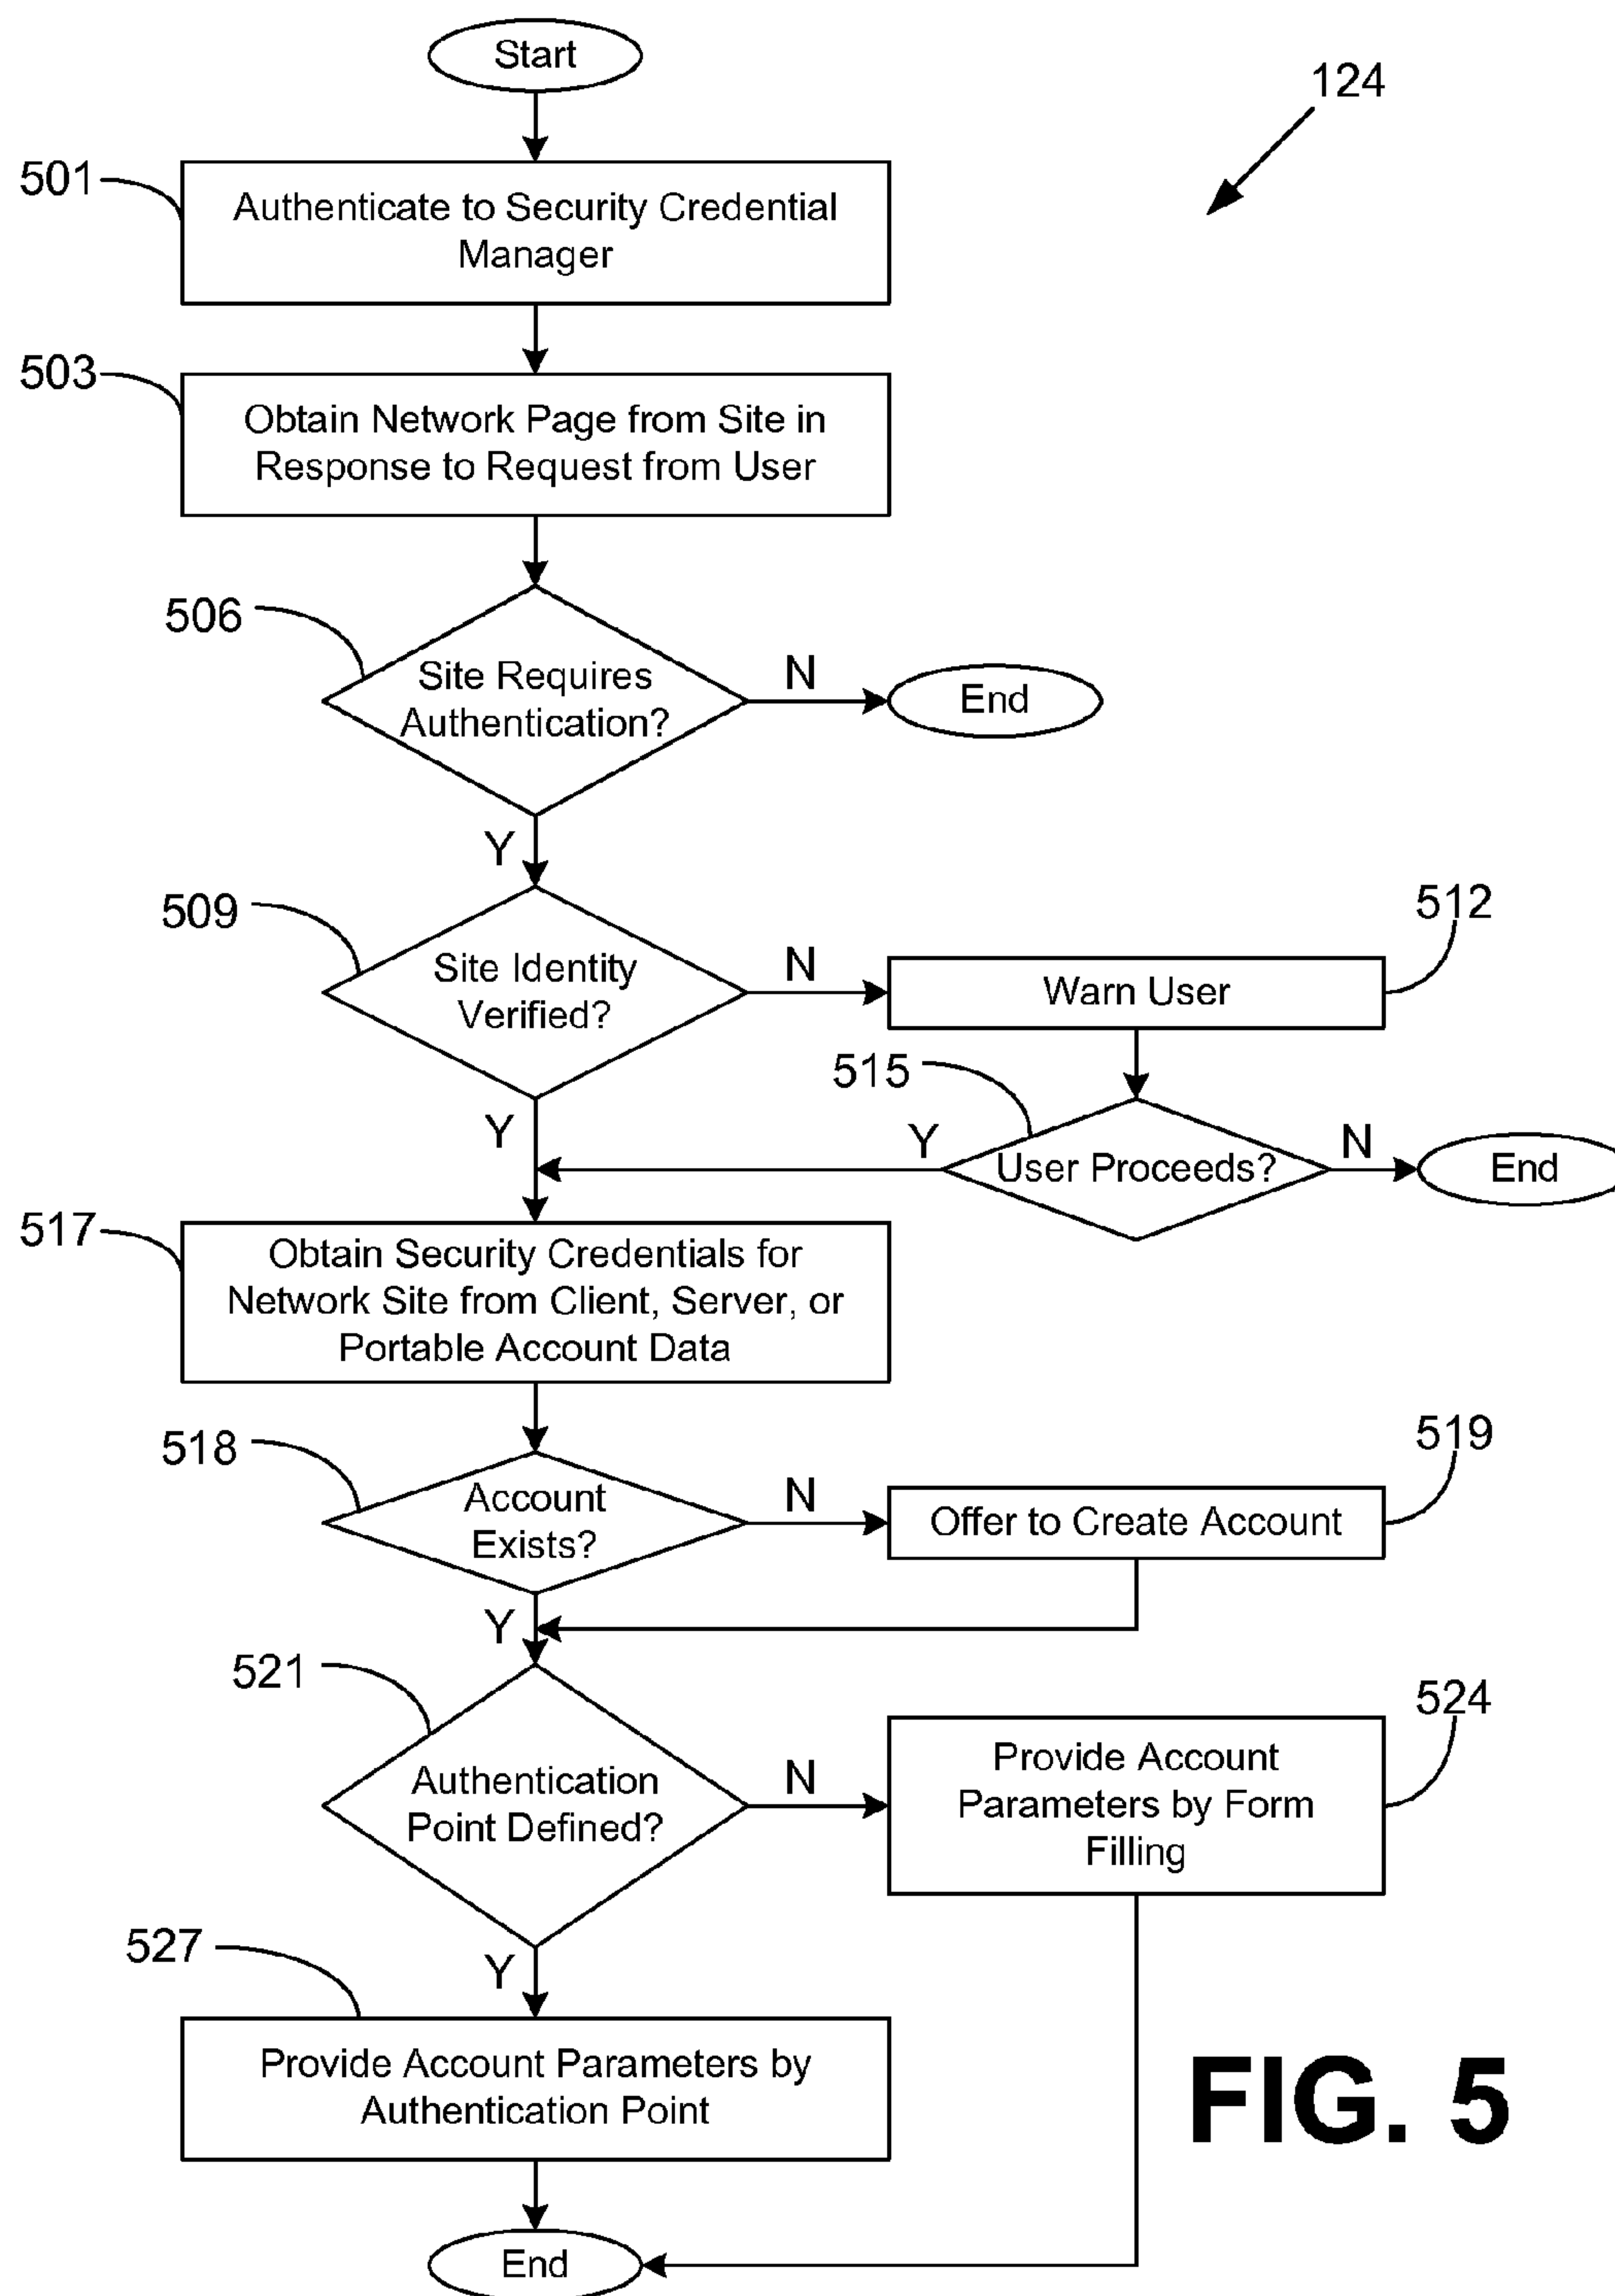 Start
124
501
Authenticate to Security Credential
Manager
503
Obtain Network Page from Site in
Response to Request from User
506
Site Requires
Authentication?
N
End
Y
509
Site Identity
Verified?
N
512
Warn User
515
Y
User Proceeds?
N
End
Y
517
Obtain Security Credentials for
Network Site from Client, Server, or
Portable Account Data
518
Account
Exists?
N
519
Offer to Create Account
Y
521
Authentication
Point Defined?
N
524
Provide Account
Parameters by Form
Filling
Y
527
Provide Account Parameters by
Authentication Point
End
FIG. 5